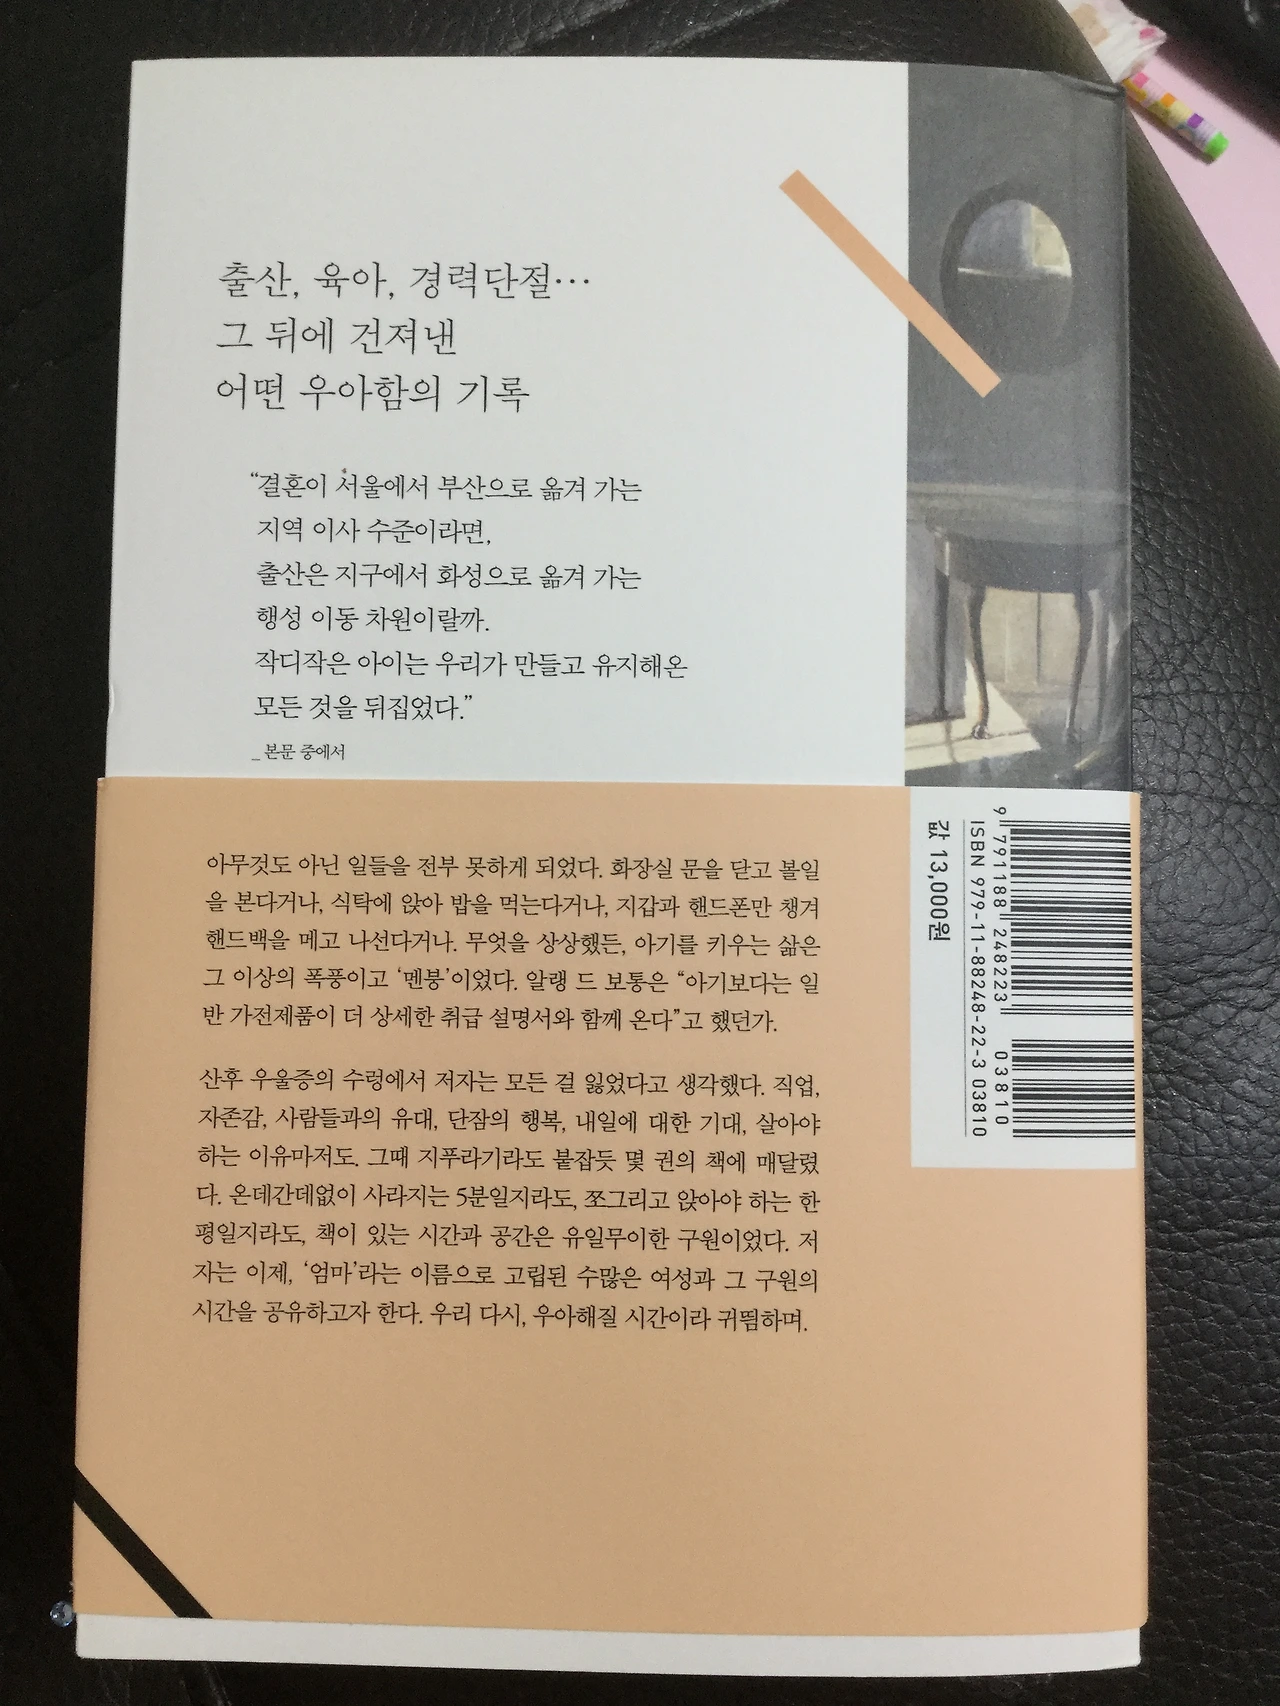 출산, 육아, 경력단절…
그 뒤에 건져낸
어떤 우아함의 기록
“결혼이 서울에서 부산으로 옮겨 가는
지역 이사 수준이라면,
출산은 지구에서 화성으로 옮겨 가는
행성 이동 차원이랄까.
작디작은 아이는 우리가 만들고 유지해온
모든 것을 뒤집었다.”
_ 본문 중에서
아무것도 아닌 일들을 전부 못하게 되었다. 화장실 문을 닫고 볼일
을 본다거나, 식탁에 앉아 밥을 먹는다거나, 지갑과 핸드폰만 챙겨
핸드백을 메고 나선다거나. 무엇을 상상했든, 아기를 키우는 삶은
그 이상의 폭풍이고 ‘멘붕’이었다. 알랭 드 보통은 “아기보다는 일
반 가전제품이 더 상세한 취급 설명서와 함께 온다”고 했던가.
산후 우울증의 수렁에서 저자는 모든 걸 잃었다고 생각했다. 직업,
자존감, 사람들과의 유대, 단잠의 행복, 내일에 대한 기대, 살아야
하는 이유마저도. 그때 지푸라기라도 붙잡듯 몇 권의 책에 매달렸
다. 온데간데없이 사라지는 5분일지라도, 쪼그리고 앉아야 하는 한
평일지라도, 책이 있는 시간과 공간은 유일무이한 구원이었다. 저
자는 이제, ‘엄마’라는 이름으로 고립된 수많은 여성과 그 구원의
시간을 공유하고자 한다. 우리 다시, 우아해질 시간이라 귀띔하며.
9 791188 248223
03810
ISBN 979-11-88248-22-3 03810
값 13,000원